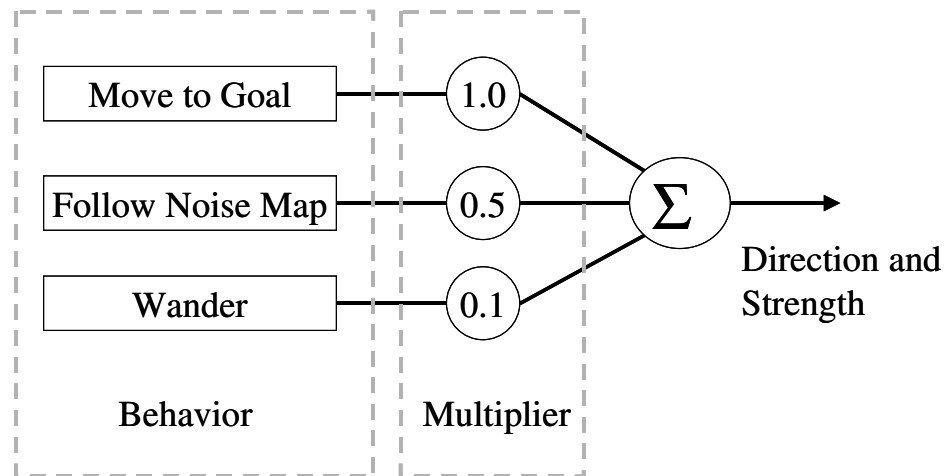 Move to Goal
1.0
Follow Noise Map
0.5
Σ
Wander
0.1
Direction and
Strength
Behavior
Multiplier